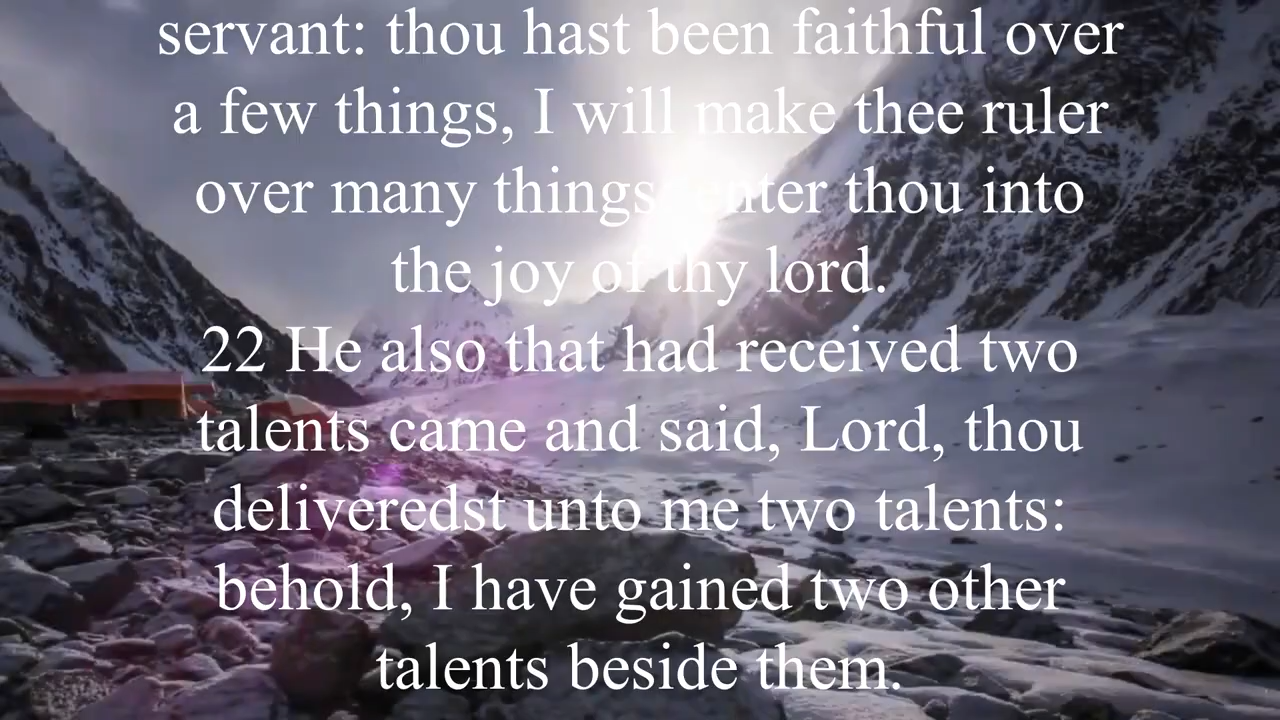 servant: thou hast been faithful over
a few things, I will make thee ruler
over many things: enter thou into
the joy of thy lord.
22 He also that had received two
talents came and said, Lord, thou
deliveredst unto me two talents:
behold, I have gained two other
talents beside them.